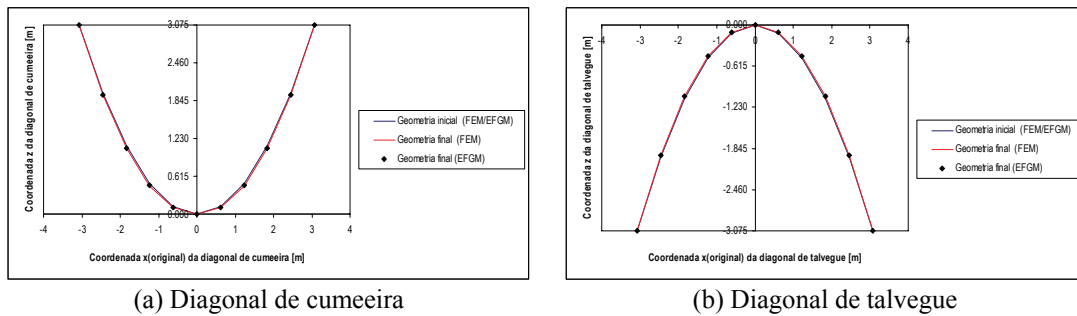 Coordenada z da diagonal de cumeeira [m]
3.075
2.460
1.845
1.230
0.615
0.000
-4 -3 -2 -1 0 1 2 3 4
Coordenada x(original) da diagonal de cumeeira [m]
Geometria inicial (FEM/EFGM)
Geometria final (FEM)
Geometria final (EFGM)
(a) Diagonal de cumeeira
Coordenada z da diagonal de talvegue [m]
0.000
-4 -3 -2 -1 0 1 2 3 4
-0.615
-1.230
-1.845
-2.460
-3.075
Coordenada x(original) da diagonal de talvegue [m]
Geometria inicial (FEM/EFGM)
Geometria final (FEM)
Geometria final (EFGM)
(b) Diagonal de talvegue